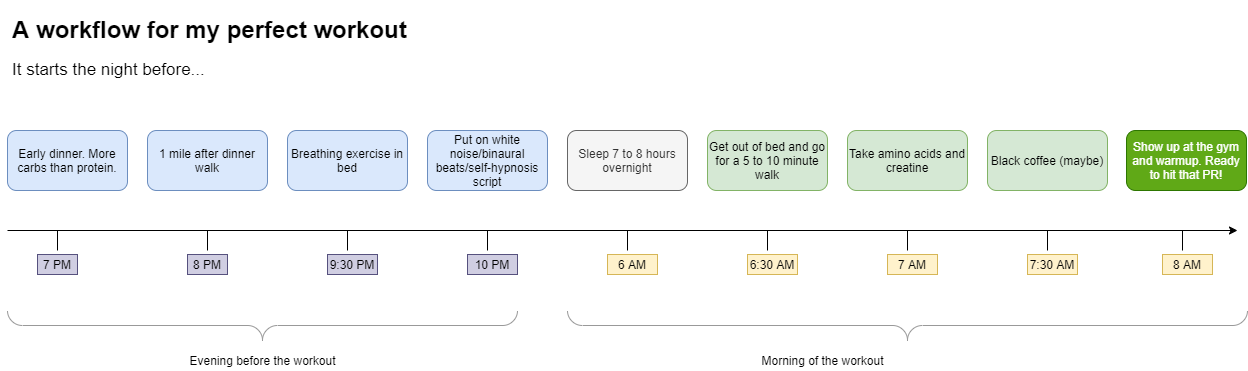 A workflow for my perfect workout
It starts the night before...
Early dinner. More
carbs than protein.
1 mile after dinner
walk
Breathing exercise in
bed
Put on white
noise/binaural
beats/self-hypnosis
script
Sleep 7 to 8 hours
overnight
Get out of bed and go
for a 5 to 10 minute
walk
Take amino acids and
creatine
Black coffee (maybe)
Show up at the gym
and warmup. Ready
to hit that PR!
7 PM
8 PM
9:30 PM
10 PM
6 AM
6:30 AM
7 AM
7:30 AM
8 AM
Evening before the workout
Morning of the workout